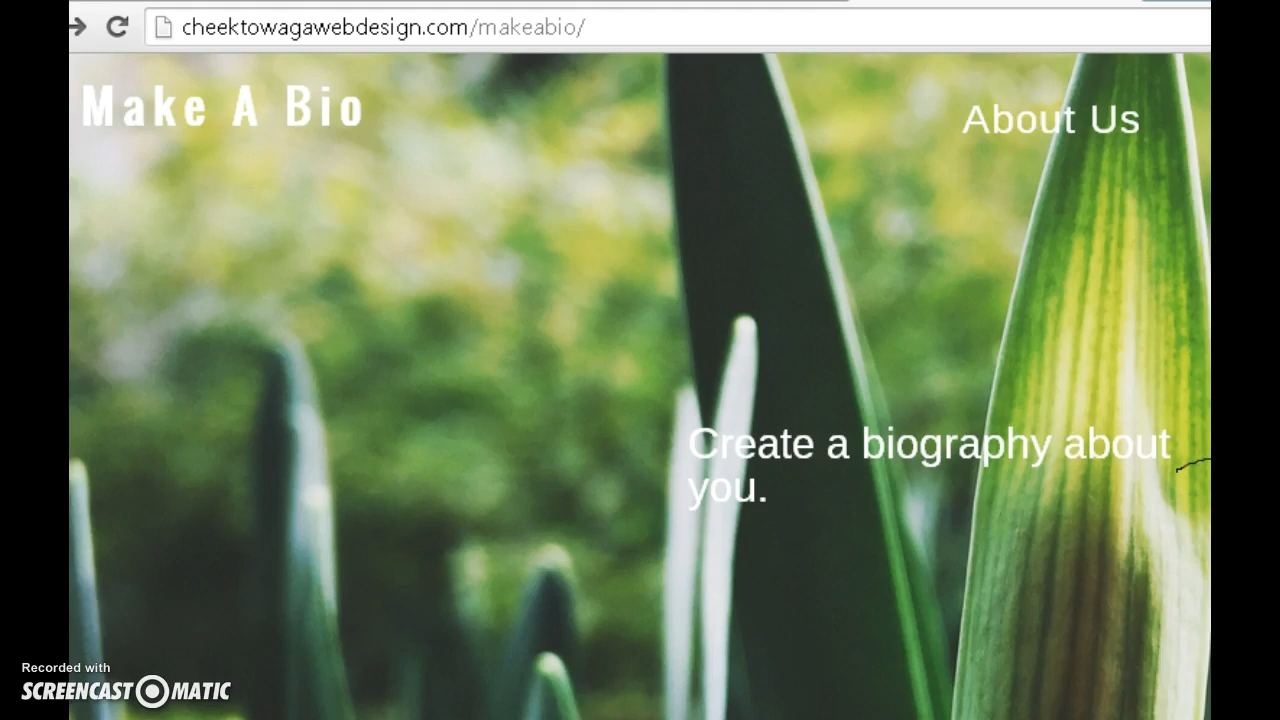 cheektowagawebdesign.com/makeabio/
Make A Bio
About Us
Create a biography about
you.
Recorded with
SCREENCAST O MATIC